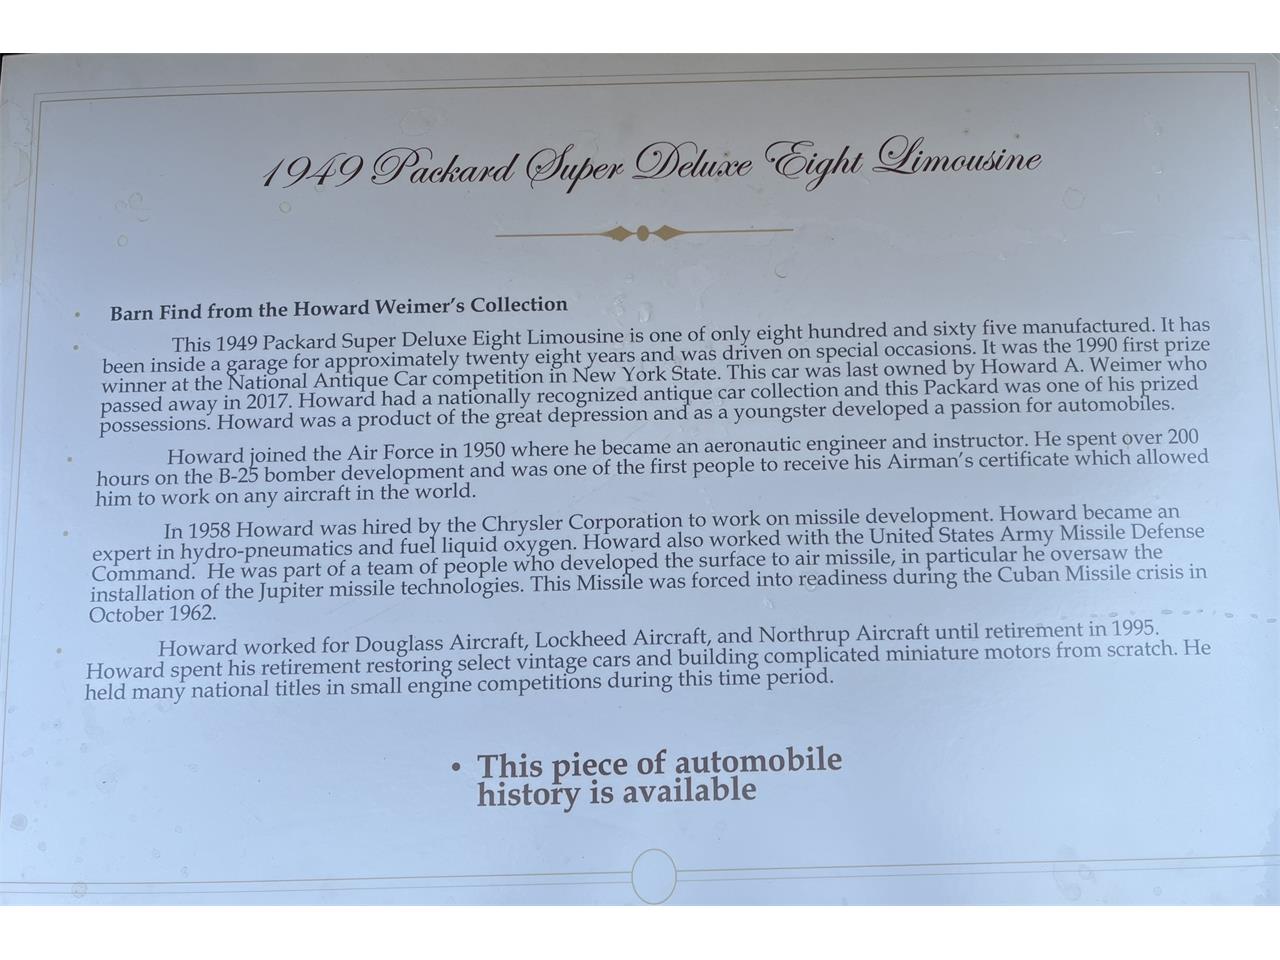 1949 Packard Super Deluxe Eight Limousine
• Barn Find from the Howard Weimer's Collection
• This 1949 Packard Super Deluxe Eight Limousine is one of only eight hundred and sixty five manufactured. It has
been inside a garage for approximately twenty eight years and was driven on special occasions. It was the 1990 first prize
winner at the National Antique Car competition in New York State. This car was last owned by Howard A. Weimer who
passed away in 2017. Howard had a nationally recognized antique car collection and this Packard was one of his prized
possessions. Howard was a product of the great depression and as a youngster developed a passion for automobiles.
• Howard joined the Air Force in 1950 where he became an aeronautic engineer and instructor. He spent over 200
hours on the B-25 bomber development and was one of the first people to receive his Airman's certificate which allowed
him to work on any aircraft in the world.
• In 1958 Howard was hired by the Chrysler Corporation to work on missile development. Howard became an
expert in hydro-pneumatics and fuel liquid oxygen. Howard also worked with the United States Army Missile Defense
Command. He was part of a team of people who developed the surface to air missile, in particular he oversaw the
installation of the Jupiter missile technologies. This Missile was forced into readiness during the Cuban Missile crisis in
October 1962.
• Howard worked for Douglass Aircraft, Lockheed Aircraft, and Northrup Aircraft until retirement in 1995.
Howard spent his retirement restoring select vintage cars and building complicated miniature motors from scratch. He
held many national titles in small engine competitions during this time period.
• This piece of automobile
history is available